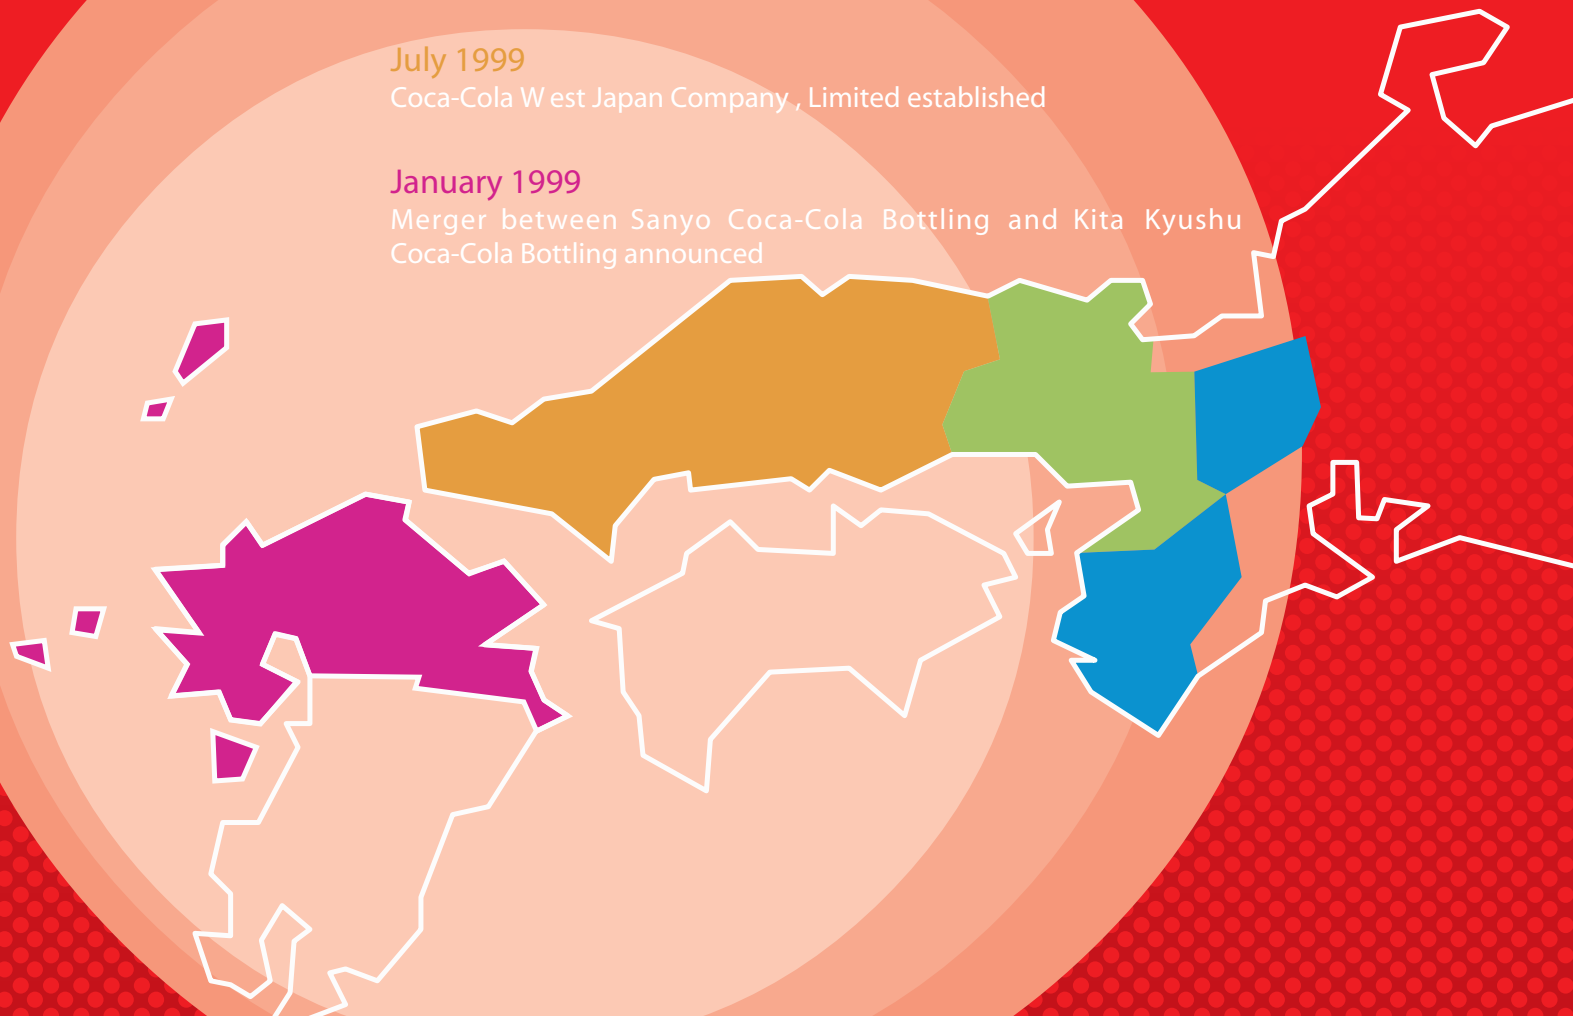 July 1999
Coca-Cola West Japan Company, Limited established
January 1999
Merger between Sanyo Coca-Cola Bottling and Kita Kyushu
Coca-Cola Bottling announced